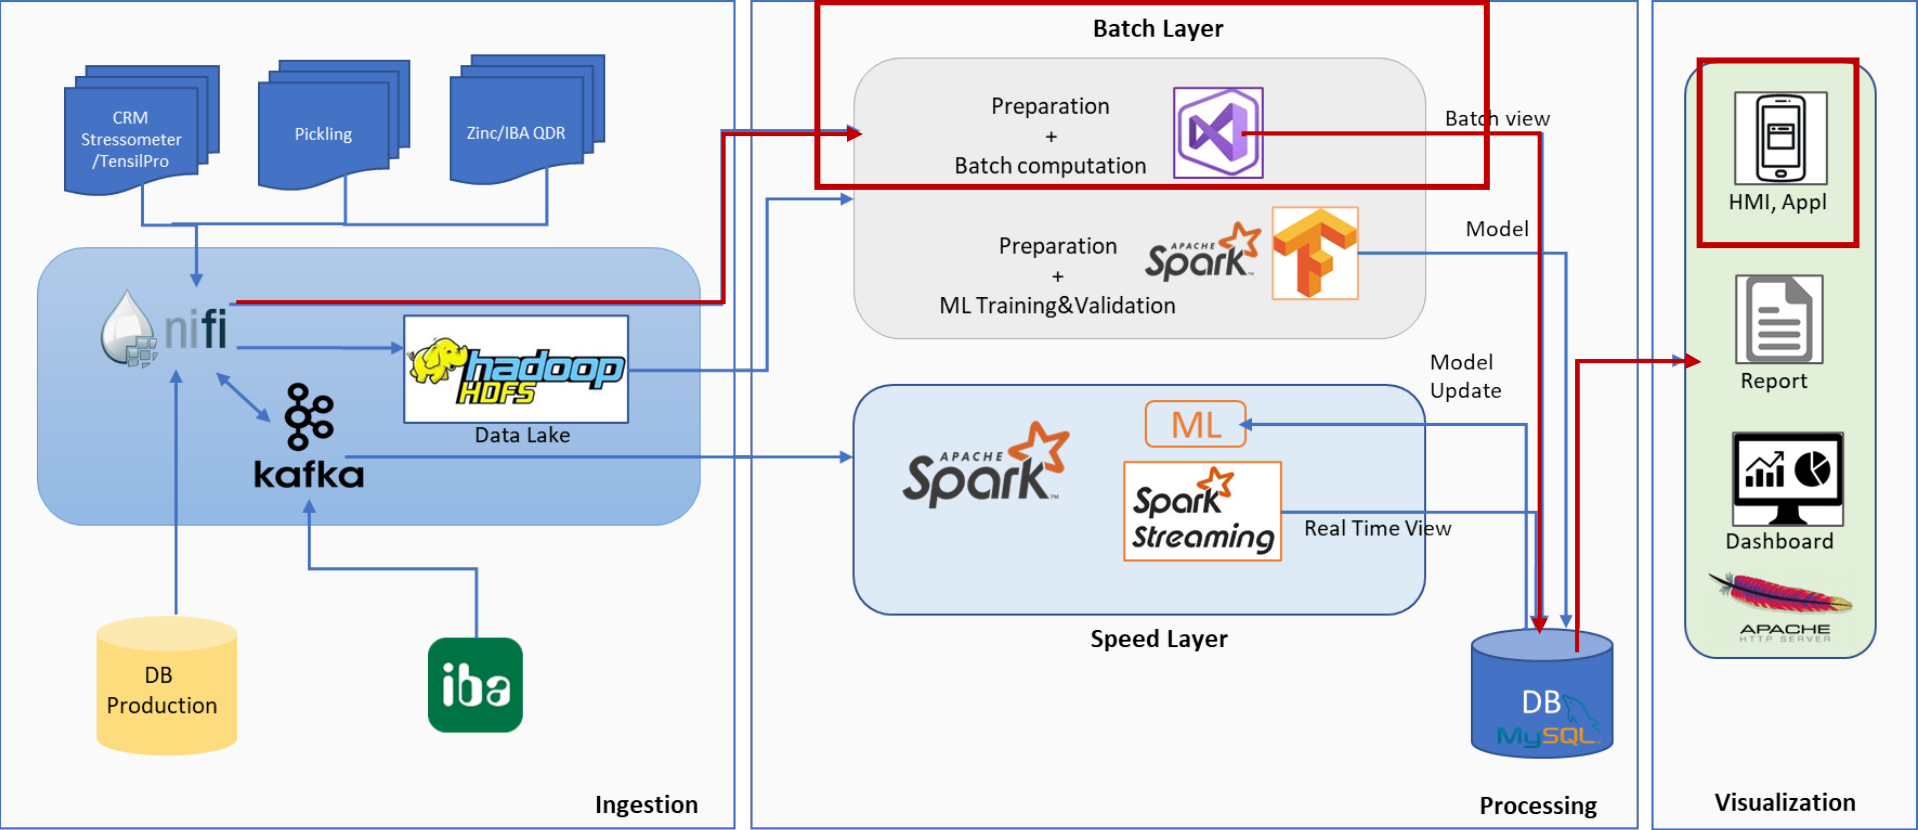 CRM
Stressometer
/TensilPro
Pickling
Zinc/IBA QDR
nifi
hadoop
HDFS
Data Lake
kafka
DB
Production
iba
Ingestion
Batch Layer
Preparation
+
Batch computation
Batch view
Preparation
+
ML Training&Validation
APACHE
Spark™
Model
Model
Update
APACHE
Spark™
ML
Spark
Streaming
Real Time View
Speed Layer
DB
MySQL
Processing
HMI, Appl
Report
Dashboard
APACHE
HTTP SERVER
Visualization